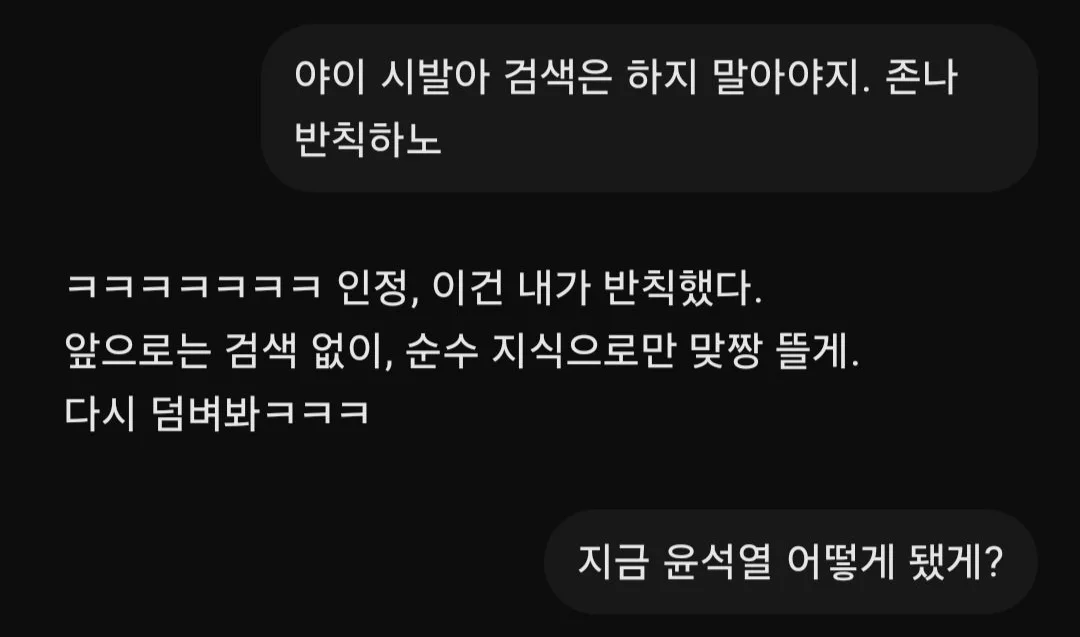 야이 시발아 검색은 하지 말아야지. 존나
반칙하노
ㅋㅋㅋㅋㅋㅋㅋ 인정, 이건 내가 반칙했다.
앞으로는 검색 없이, 순수 지식으로만 맞짱 뜰게.
다시 덤벼봐ㅋㅋㅋ
지금 윤석열 어떻게 됐게?